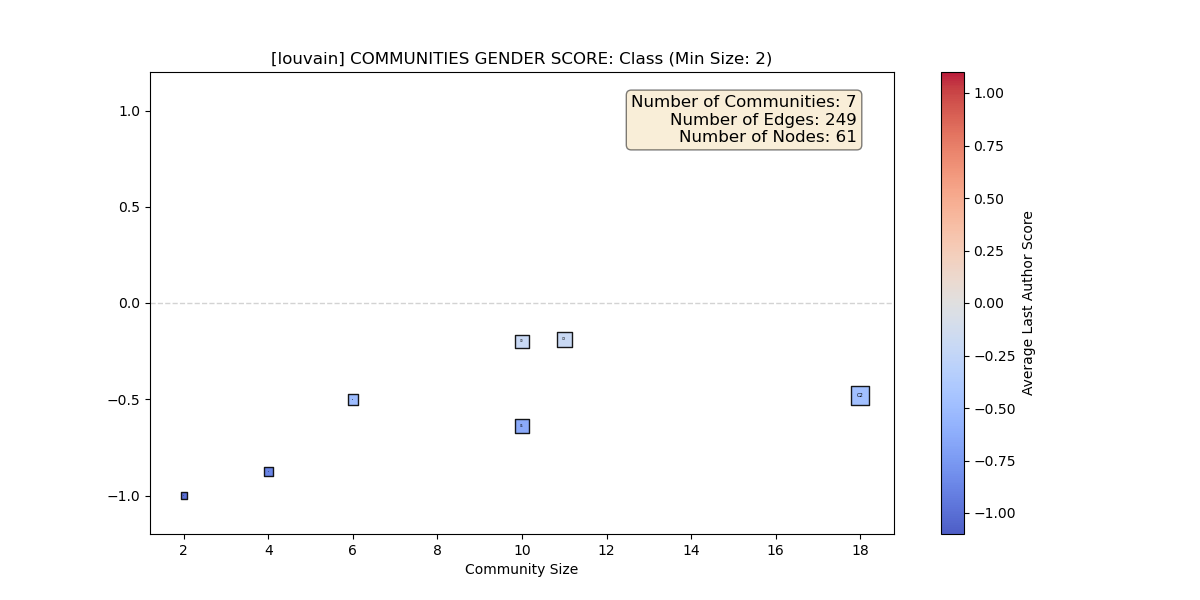 [louvain] COMMUNITIES GENDER SCORE: Class (Min Size: 2)
Number of Communities: 7
Number of Edges: 249
Number of Nodes: 61
1.0
0.5
0.0
−0.5
−1.0
C2
2 4 6 8 10 12 14 16 18
Community Size
1.00
0.75
0.50
0.25
0.00
−0.25
−0.50
−0.75
−1.00
Average Last Author Score